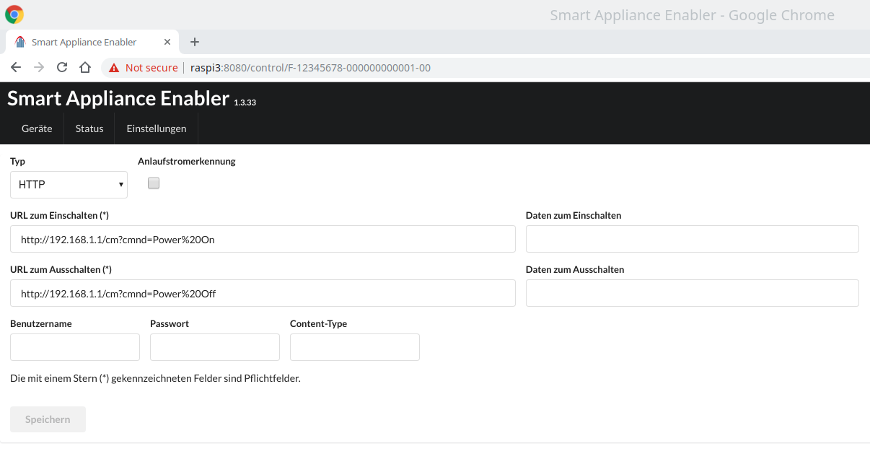 Smart Appliance Enabler - Google Chrome
Smart Appliance Enabler
Not secure | raspi3:8080/control/F-12345678-000000000001-00
Smart Appliance Enabler 1.3.33
Geräte Status Einstellungen
Typ Anlaufstromerkennung
HTTP
URL zum Einschalten (*) Daten zum Einschalten
http://192.168.1.1/cm?cmnd=Power%20On
URL zum Ausschalten (*) Daten zum Ausschalten
http://192.168.1.1/cm?cmnd=Power%20Off
Benutzername Passwort Content-Type
Die mit einem Stern (*) gekennzeichneten Felder sind Pflichtfelder.
Speichern